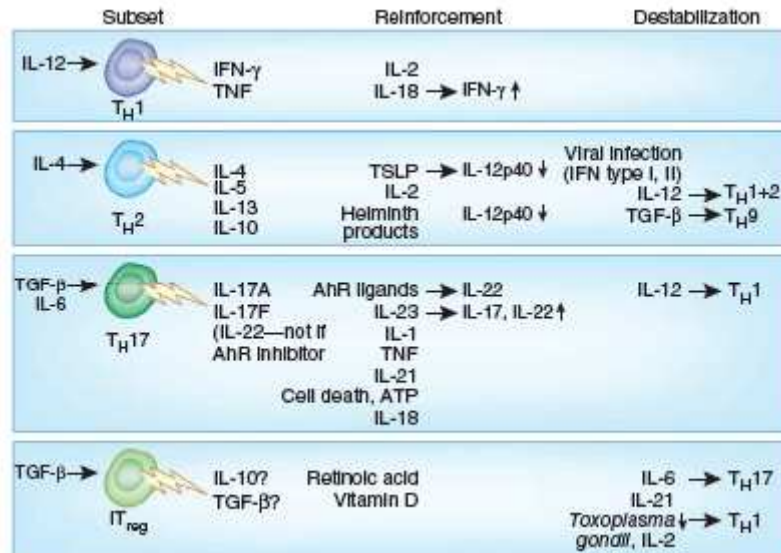 Subset Reinforcement Destabilization
IL-12→ IFN-γ IL-2
TNF IL-18 → IFN-γ ↑
TH1
IL-4→ IL-4 TSLP → IL-12p40 ↓ Viral infection
(IFN type I, II)
IL-5 IL-2 IL-12 → TH1+2
IL-13 Helminth IL-12p40 ↓ TGF-β → TH9
IL-10 products
TH2
TGF-β→ IL-17A AhR ligands → IL-22 IL-12 → TH1
IL-6 IL-17F IL-23 → IL-17, IL-22 ↑
TH17 (IL-22—not if IL-1
AhR inhibitor TNF
IL-21
Cell death, ATP
IL-18
TGF-β→ IL-10? Retinoic acid IL-6 → TH17
TGF-β? Vitamin D IL-21
iTreg Toxoplasma ↓→ TH1
gondii, IL-2